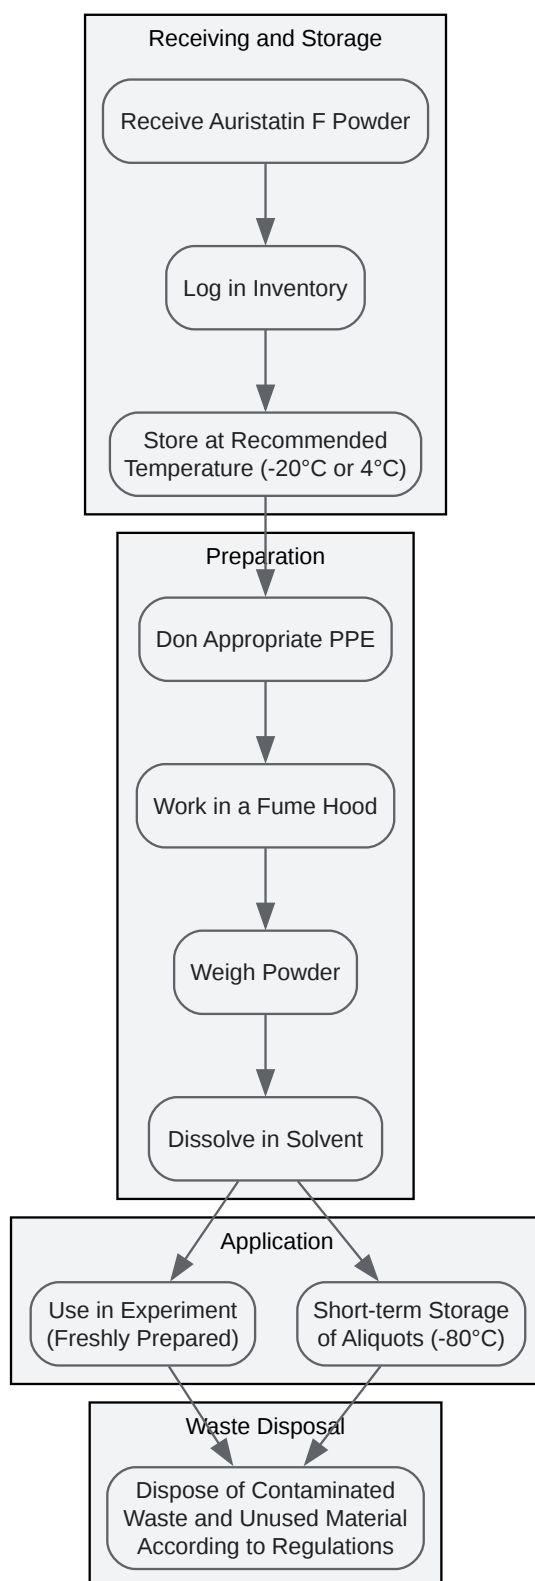 Receiving and Storage
Receive Auristatin F Powder
Log in Inventory
Store at Recommended
Temperature (-20°C or 4°C)
Preparation
Don Appropriate PPE
Work in a Fume Hood
Weigh Powder
Dissolve in Solvent
Application
Use in Experiment
(Freshly Prepared)
Short-term Storage
of Aliquots (-80°C)
Waste Disposal
Dispose of Contaminated
Waste and Unused Material
According to Regulations